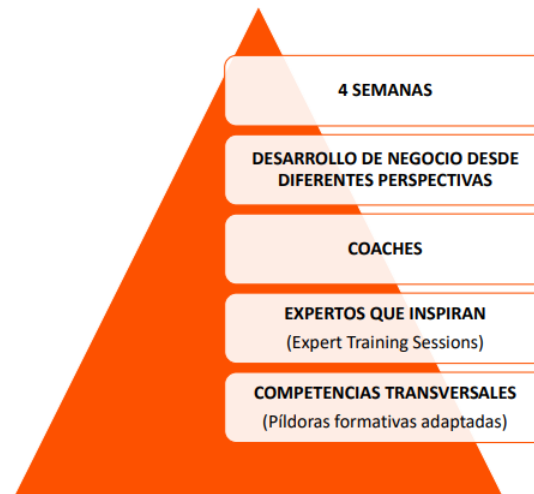 4 SEMANAS
DESARROLLO DE NEGOCIO DESDE
DIFERENTES PERSPECTIVAS
COACHES
EXPERTOS QUE INSPIRAN
(Expert Training Sessions)
COMPETENCIAS TRANSVERSALES
(Píldoras formativas adaptadas)